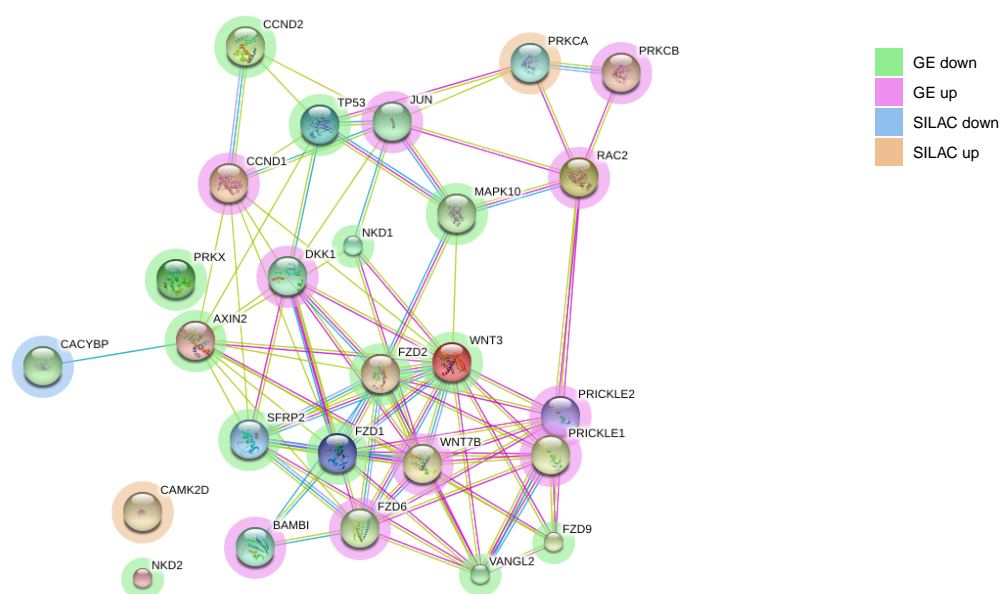 CCND2
PRKCA
PRKCB
GE down
GE up
SILAC down
SILAC up
TP53
JUN
CCND1
RAC2
MAPK10
NKD1
PRKX
DKK1
AXIN2
CACYBP
FZD2
WNT3
PRICKLE2
SFRP2
FZD1
WNT7B
PRICKLE1
CAMK2D
FZD6
BAMBI
FZD9
VANGL2
NKD2